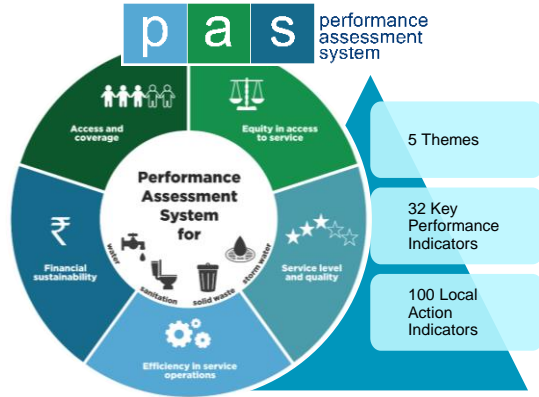 pas
performance
assessment
system
Access and
coverage
Equity in access
to service
Performance
Assessment
System
for
water
sanitation
solid waste
storm water
₹
Financial
sustainability
Service level
and quality
Efficiency in service
operations
5 Themes
32 Key
Performance
Indicators
100 Local
Action
Indicators